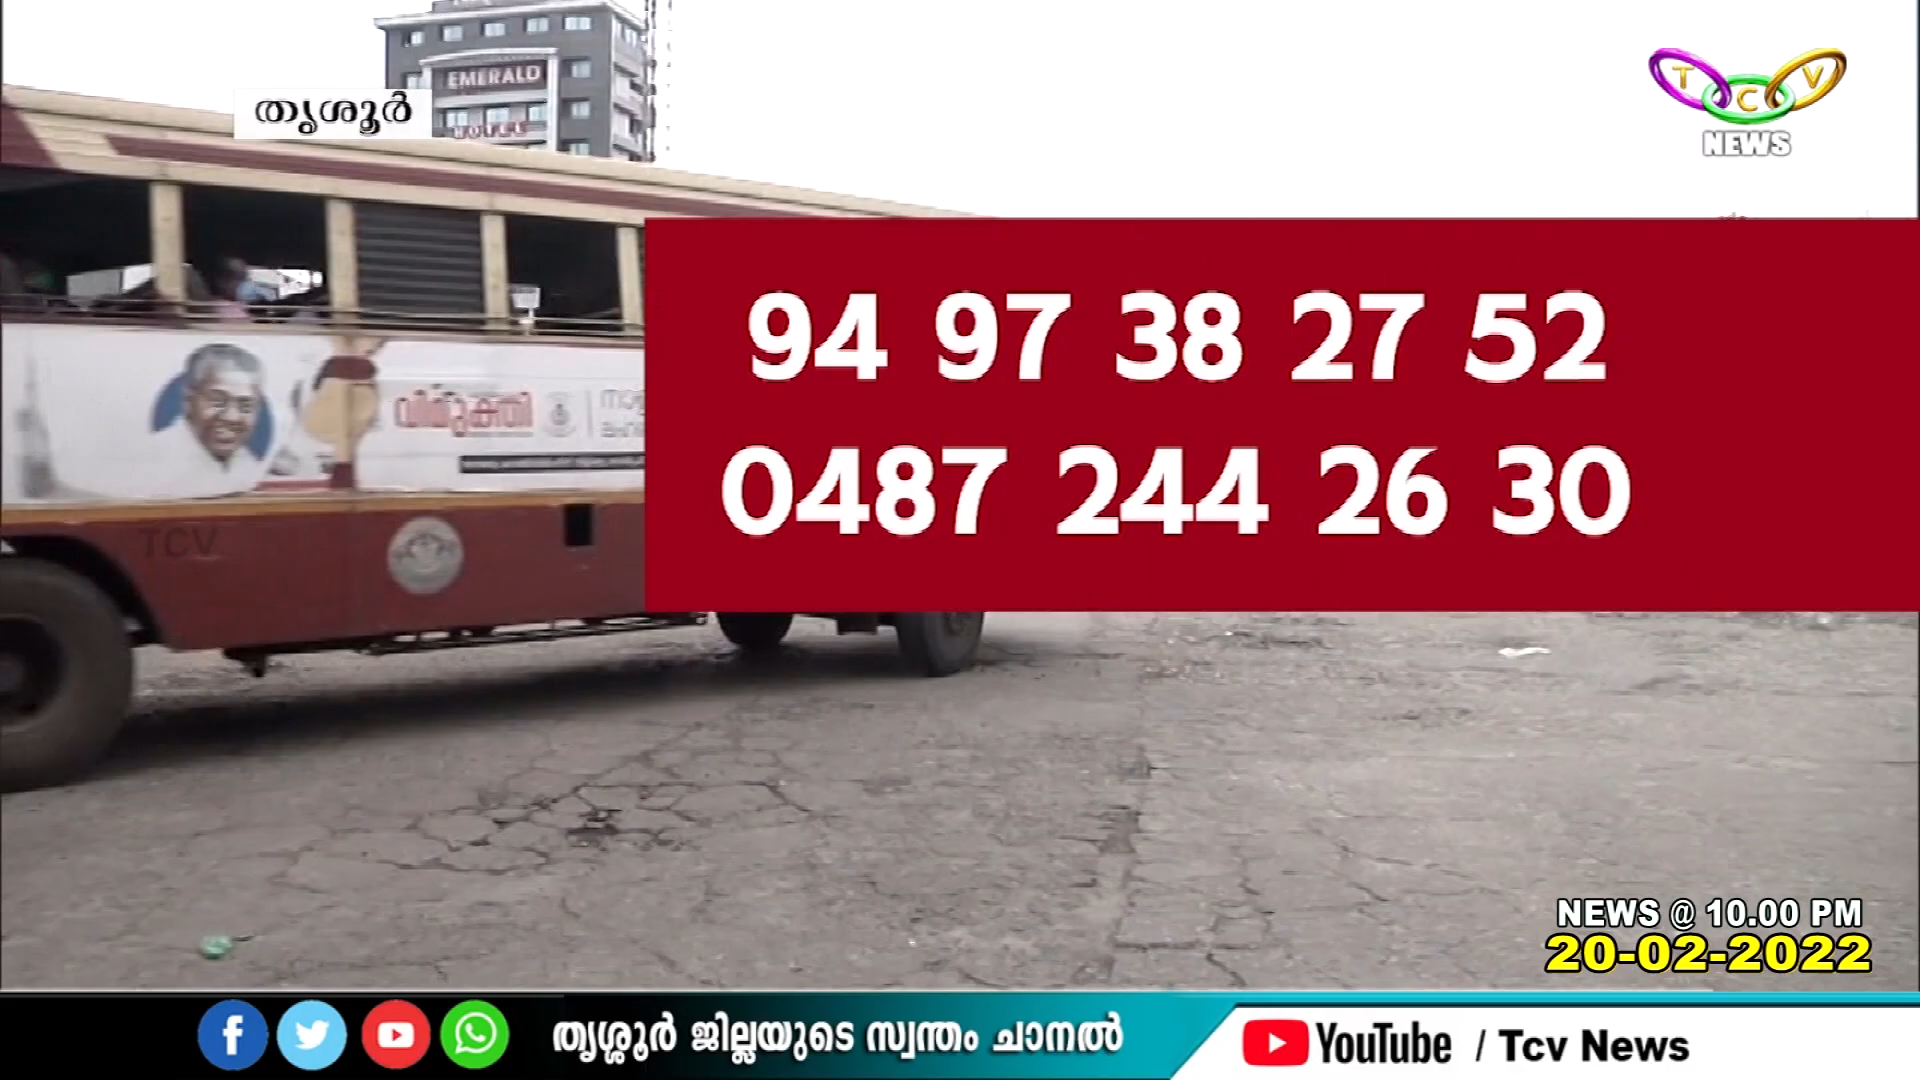 EMERALD
തൃശൂർ
T C V
NEWS
94 97 38 27 52
0487 244 26 30
വിമുക്തി
TCV
NEWS @ 10.00 PM
20-02-2022
തൃശ്ശൂർ ജില്ലയുടെ സ്വന്തം ചാനൽ
YouTube / Tcv News